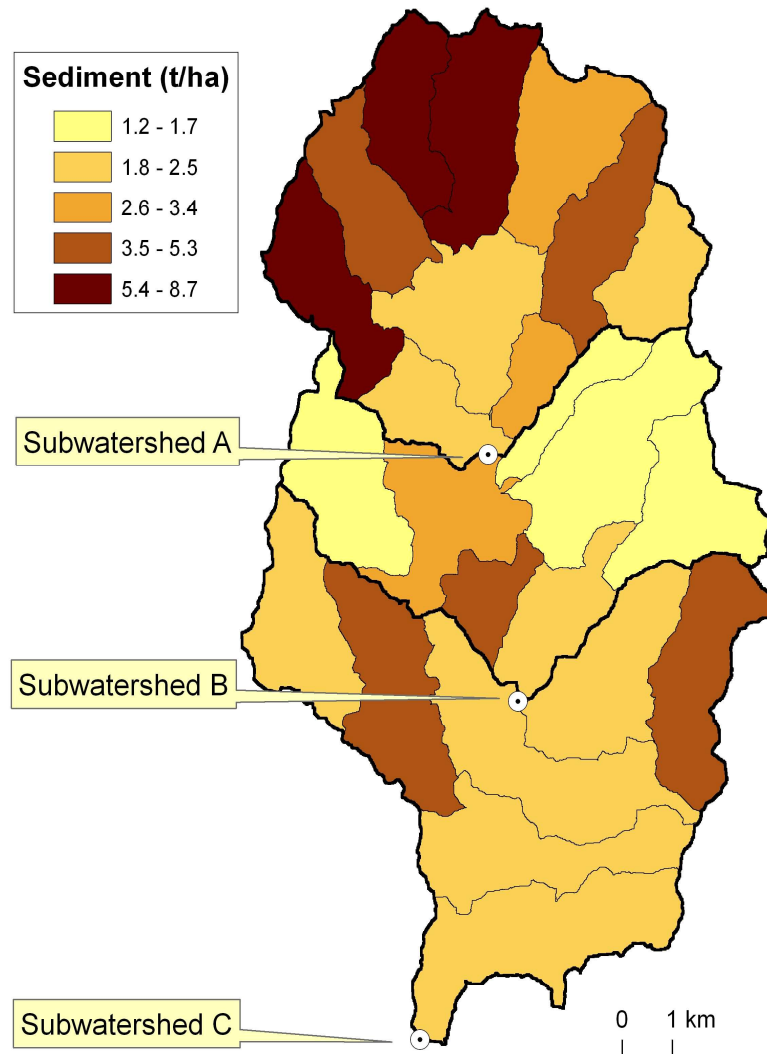 Sediment (t/ha)
1.2 - 1.7
1.8 - 2.5
2.6 - 3.4
3.5 - 5.3
5.4 - 8.7
Subwatershed A
Subwatershed B
Subwatershed C
0 1 km